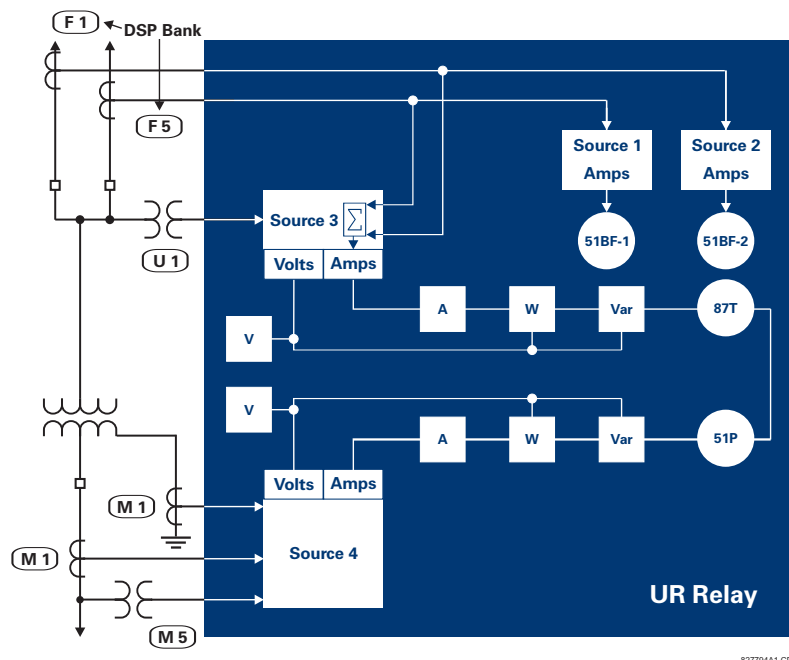 F 1
DSP Bank
F 5
Source 1
Amps
Source 2
Amps
Source 3
Σ
51BF-1
51BF-2
U 1
Volts
Amps
A
W
Var
87T
V
V
A
W
Var
51P
Volts
Amps
M 1
Source 4
M 1
UR Relay
M 5